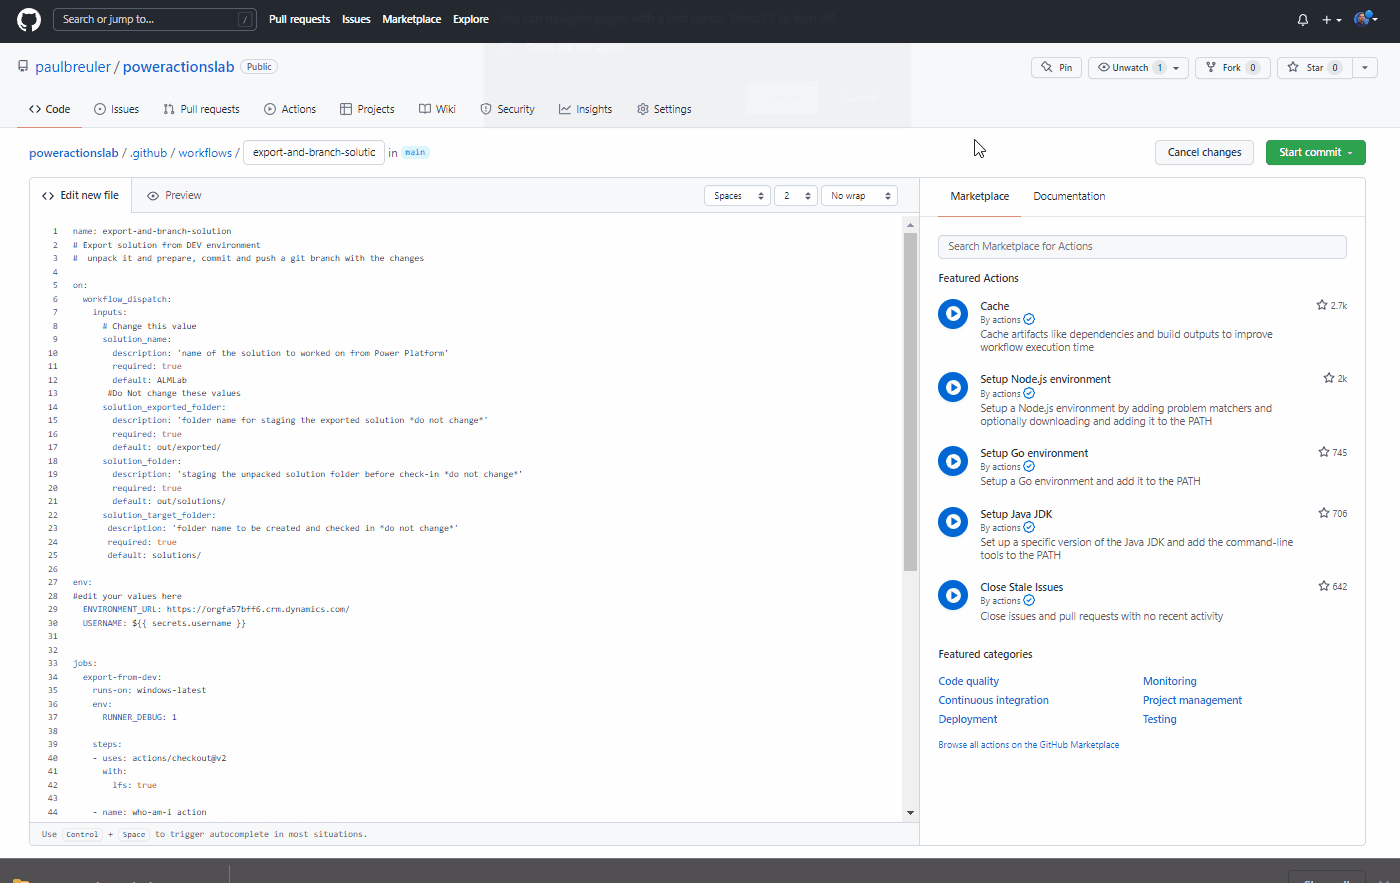 Search or jump to... /
Pull requests Issues Marketplace Explore
paulbreuler / poweractionslab Public
Pin Unwatch 1 Fork 0 Star 0
Code Issues Pull requests Actions Projects Wiki Security Insights Settings
poweractionslab / .github / workflows / export-and-branch-solutic in main
Cancel changes Start commit
Edit new file Preview
Spaces 2 No wrap
1 name: export-and-branch-solution
2 # Export solution from DEV environment
3 # unpack it and prepare, commit and push a git branch with the changes
4
5 on:
6 workflow_dispatch:
7 inputs:
8 # Change this value
9 solution_name:
10 description: 'name of the solution to worked on from Power Platform'
11 required: true
12 default: ALMLab
13 #Do Not change these values
14 solution_exported_folder:
15 description: 'folder name for staging the exported solution *do not change*'
16 required: true
17 default: out/exported/
18 solution_folder:
19 description: 'staging the unpacked solution folder before check-in *do not change*'
20 required: true
21 default: out/solutions/
22 solution_target_folder:
23 description: 'folder name to be created and checked in *do not change*'
24 required: true
25 default: solutions/
26
27 env:
28 #edit your values here
29 ENVIRONMENT_URL: https://orgfa57bff6.crm.dynamics.com/
30 USERNAME: ${{ secrets.username }}
31
32
33 jobs:
34 export-from-dev:
35 runs-on: windows-latest
36 env:
37 RUNNER_DEBUG: 1
38
39 steps:
40 - uses: actions/checkout@v2
41 with:
42 lfs: true
43
44 - name: who-am-i action
Use Control + Space to trigger autocomplete in most situations.
Marketplace Documentation
Search Marketplace for Actions
Featured Actions
Cache 2.7k
By actions
Cache artifacts like dependencies and build outputs to improve
workflow execution time
Setup Node.js environment 2k
By actions
Setup a Node.js environment by adding problem matchers and
optionally downloading and adding it to the PATH
Setup Go environment 745
By actions
Setup a Go environment and add it to the PATH
Setup Java JDK 706
By actions
Set up a specific version of the Java JDK and add the command-line
tools to the PATH
Close Stale Issues 642
By actions
Close issues and pull requests with no recent activity
Featured categories
Code quality Monitoring
Continuous integration Project management
Deployment Testing
Browse all actions on the GitHub Marketplace